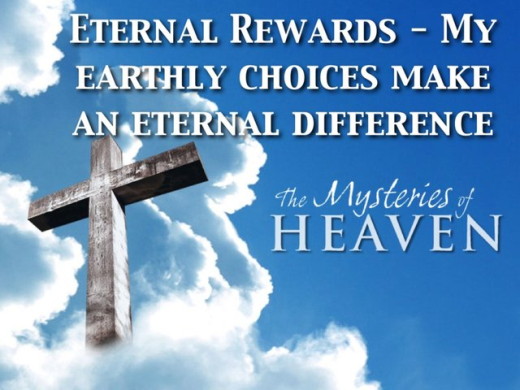 Eternal Rewards - My
earthly choices make
an eternal difference
The Mysteries of
HEAVEN